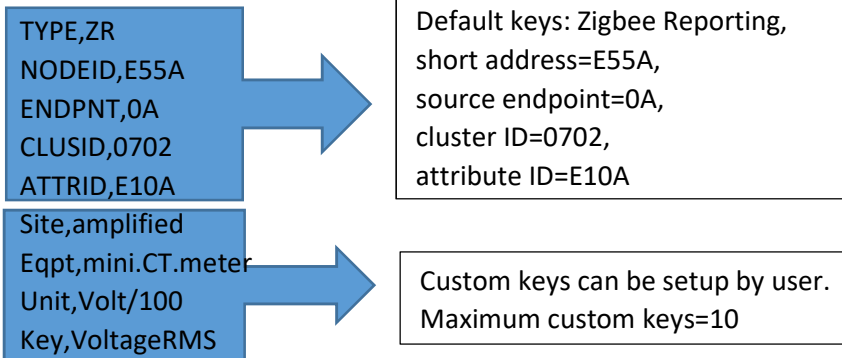 TYPE,ZR
NODEID,E55A
ENDPNT,0A
CLUSID,0702
ATTRID,E10A
Default keys: Zigbee Reporting,
short address=E55A,
source endpoint=0A,
cluster ID=0702,
attribute ID=E10A
Site,amplified
Eqpt,mini.CT.meter
Unit,Volt/100
Key,VoltageRMS
Custom keys can be setup by user.
Maximum custom keys=10